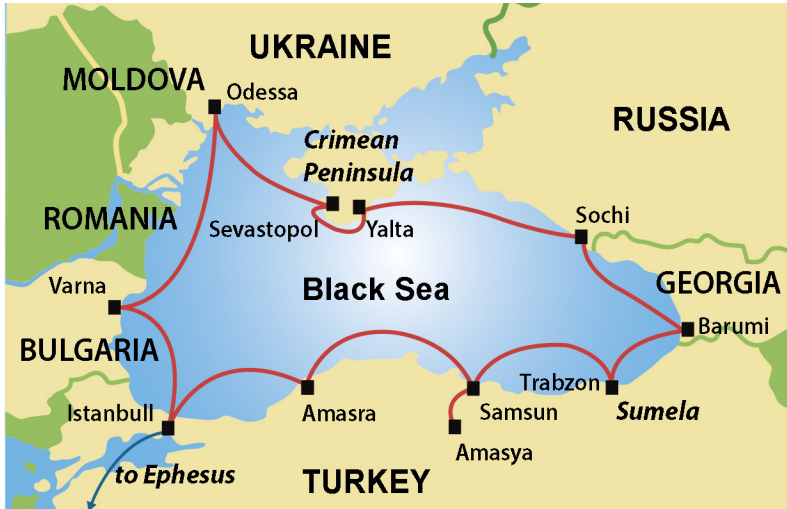 UKRAINE
MOLDOVA
Odessa
RUSSIA
Crimean
Peninsula
ROMANIA
Sevastopol
Yalta
Sochi
Varna
Black Sea
GEORGIA
Barumi
BULGARIA
Istanbull
Amasra
Samsun
Trabzon
Sumela
Amasya
to Ephesus
TURKEY